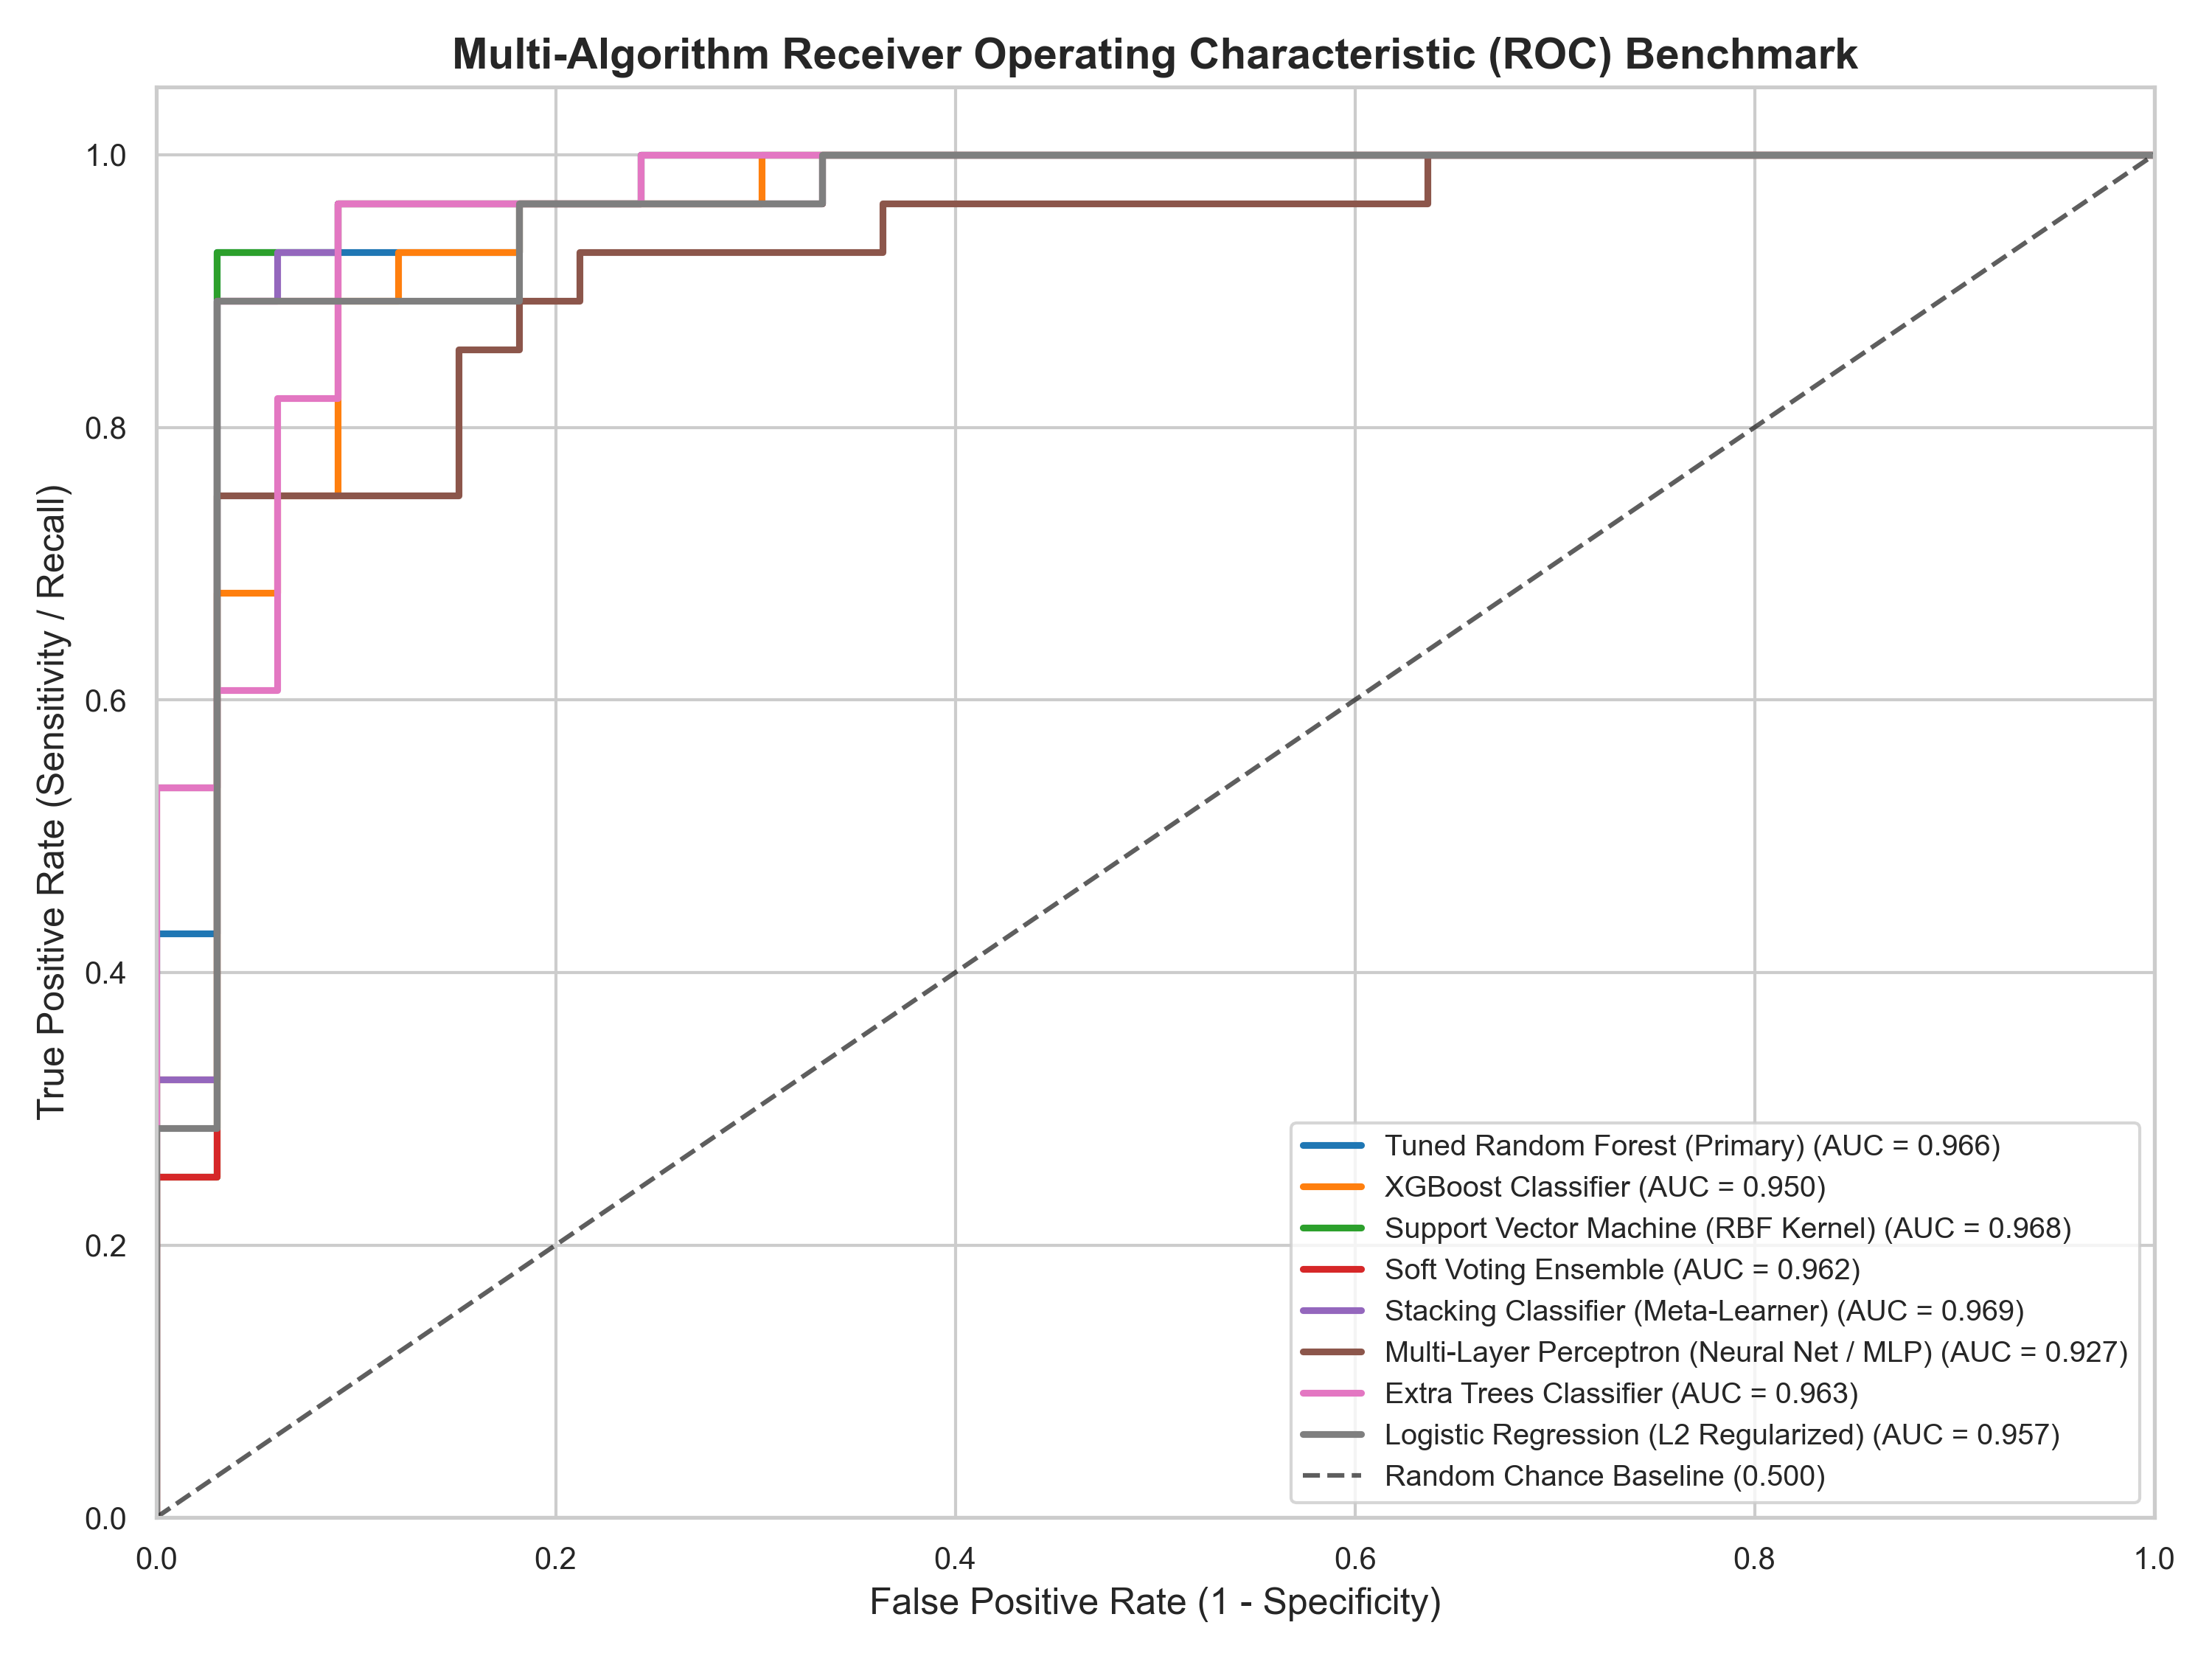 Multi-Algorithm Receiver Operating Characteristic (ROC) Benchmark
True Positive Rate (Sensitivity / Recall)
1.0
0.8
0.6
0.4
0.2
0.0
0.0 0.2 0.4 0.6 0.8 1.0
False Positive Rate (1 - Specificity)
Tuned Random Forest (Primary) (AUC = 0.966)
XGBoost Classifier (AUC = 0.950)
Support Vector Machine (RBF Kernel) (AUC = 0.968)
Soft Voting Ensemble (AUC = 0.962)
Stacking Classifier (Meta-Learner) (AUC = 0.969)
Multi-Layer Perceptron (Neural Net / MLP) (AUC = 0.927)
Extra Trees Classifier (AUC = 0.963)
Logistic Regression (L2 Regularized) (AUC = 0.957)
Random Chance Baseline (0.500)